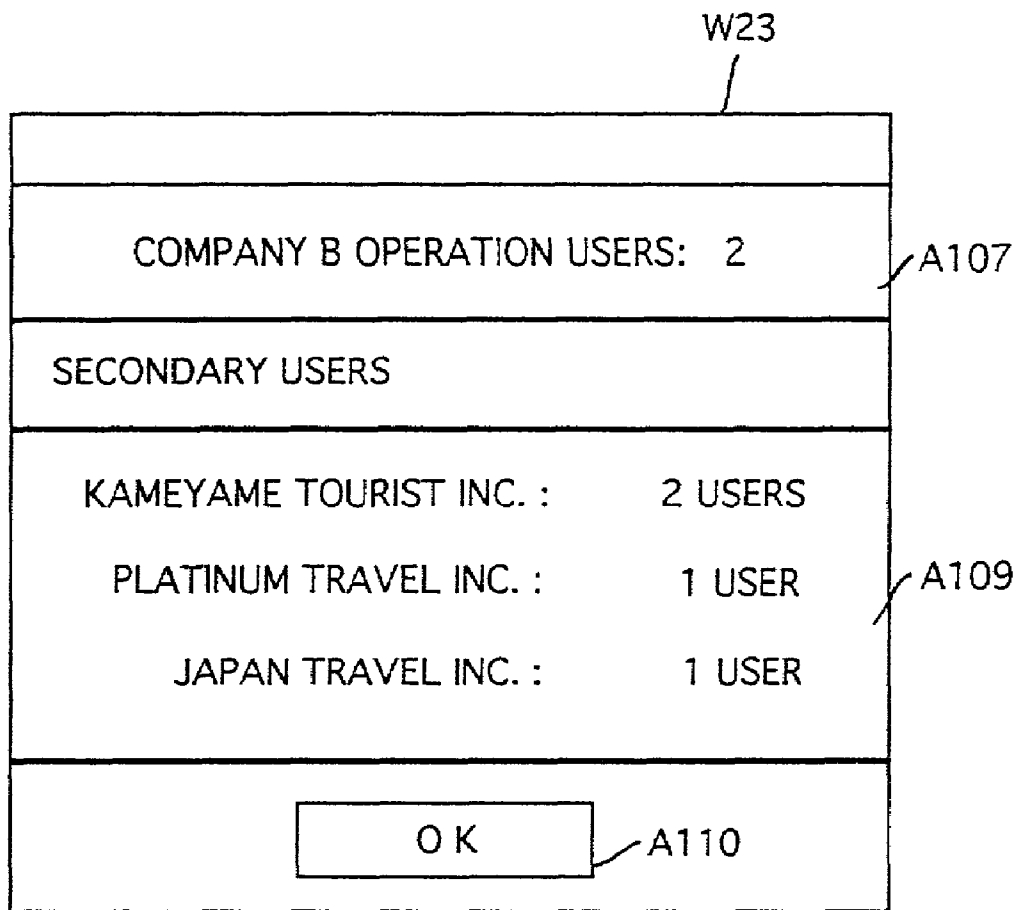 W23
COMPANY B OPERATION USERS: 2
A107
SECONDARY USERS
KAMEYAME TOURIST INC. : 2 USERS
PLATINUM TRAVEL INC. : 1 USER
A109
JAPAN TRAVEL INC. : 1 USER
O K
A110